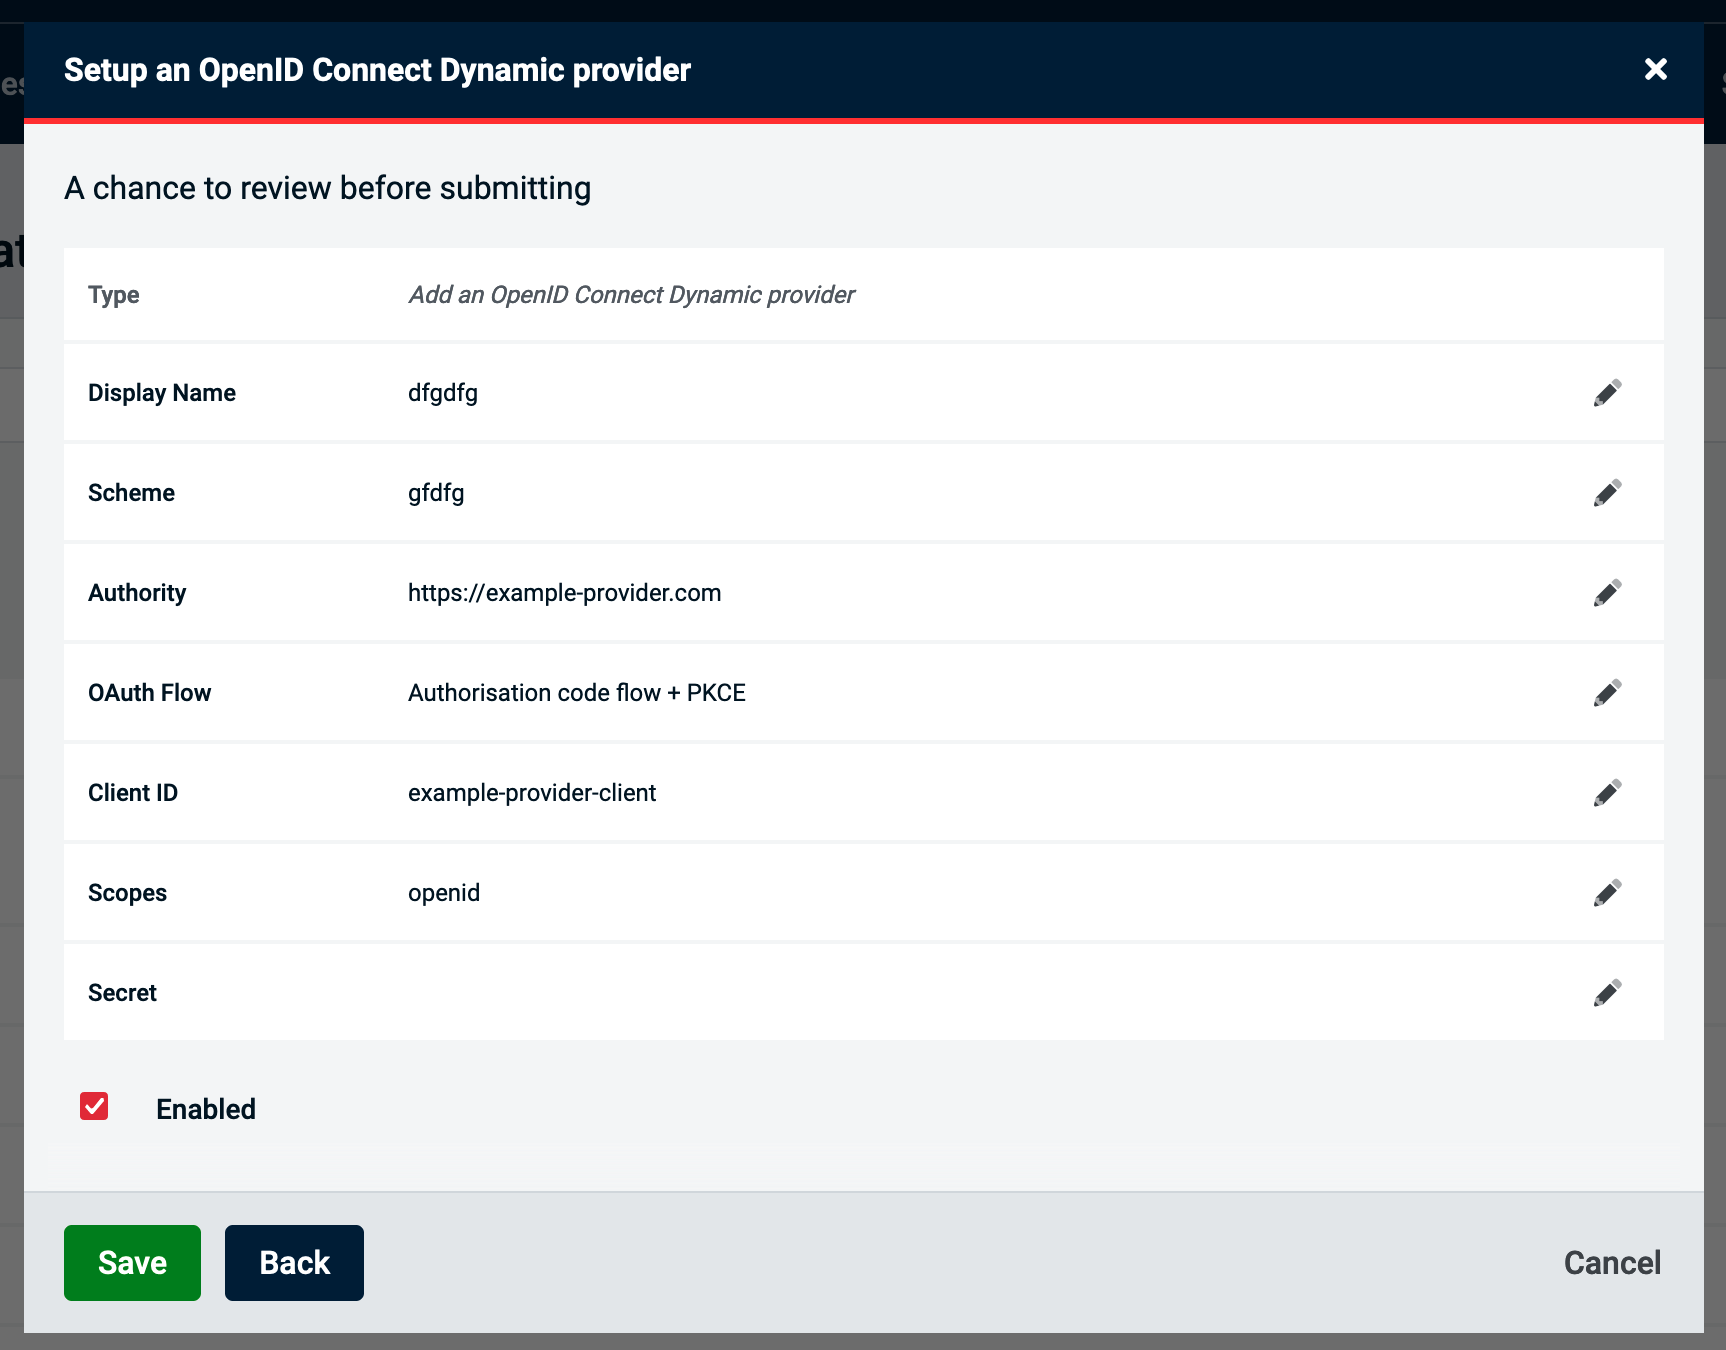 Setup an OpenID Connect Dynamic provider
A chance to review before submitting
Type Add an OpenID Connect Dynamic provider
Display Name dfgdfg
Scheme gfdfg
Authority https://example-provider.com
OAuth Flow Authorisation code flow + PKCE
Client ID example-provider-client
Scopes openid
Secret
Enabled
Save Back Cancel